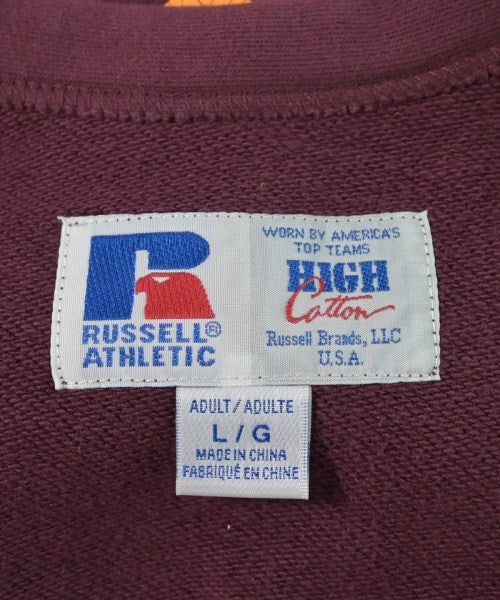 RUSSELL®
ATHLETIC
WORN BY AMERICA'S
TOP TEAMS
HIGH
Cotton
Russell Brands, LLC
U.S.A.
ADULT / ADULTE
L / G
MADE IN CHINA
FABRIQUÉ EN CHINE